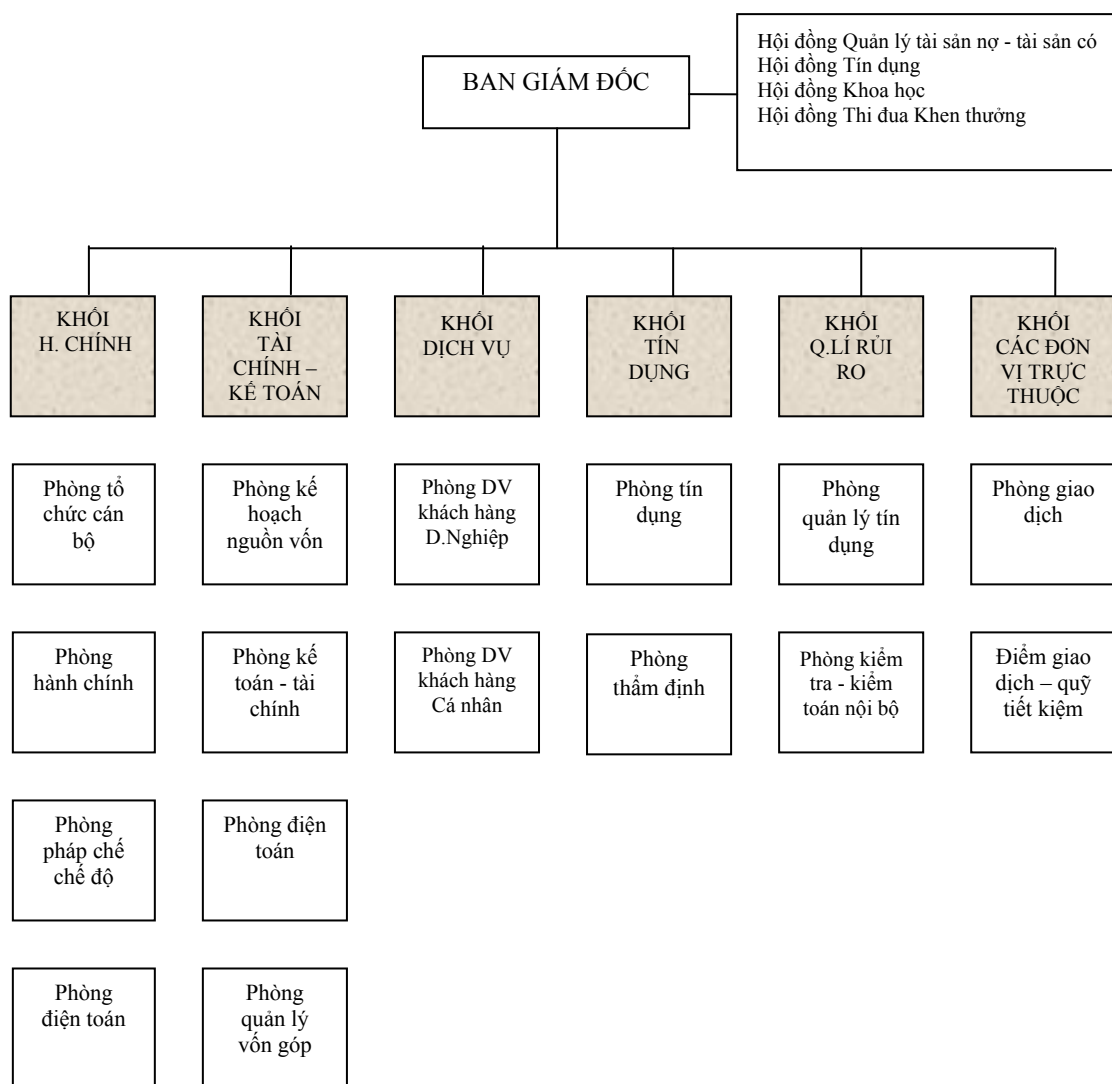 Hội đồng Quản lý tài sản nợ - tài sản có
Hội đồng Tín dụng
Hội đồng Khoa học
Hội đồng Thi đua Khen thưởng
BAN GIÁM ĐỐC
KHỐI
H. CHÍNH
KHỐI
TÀI
CHÍNH –
KẾ TOÁN
KHỐI
DỊCH VỤ
KHỐI
TÍN
DỤNG
KHỐI
Q.LÍ RỦI
RO
KHỐI
CÁC ĐƠN
VỊ TRỰC
THUỘC
Phòng tổ
chức cán
bộ
Phòng kế
hoạch
nguồn vốn
Phòng DV
khách hàng
D.Nghiệp
Phòng tín
dụng
Phòng
quản lý tín
dụng
Phòng giao
dịch
Phòng
hành chính
Phòng kế
toán - tài
chính
Phòng DV
khách hàng
Cá nhân
Phòng
thẩm định
Phòng kiểm
tra - kiểm
toán nội bộ
Điểm giao
dịch – quỹ
tiết kiệm
Phòng
pháp chế
chế độ
Phòng điện
toán
Phòng
điện toán
Phòng
quản lý
vốn góp